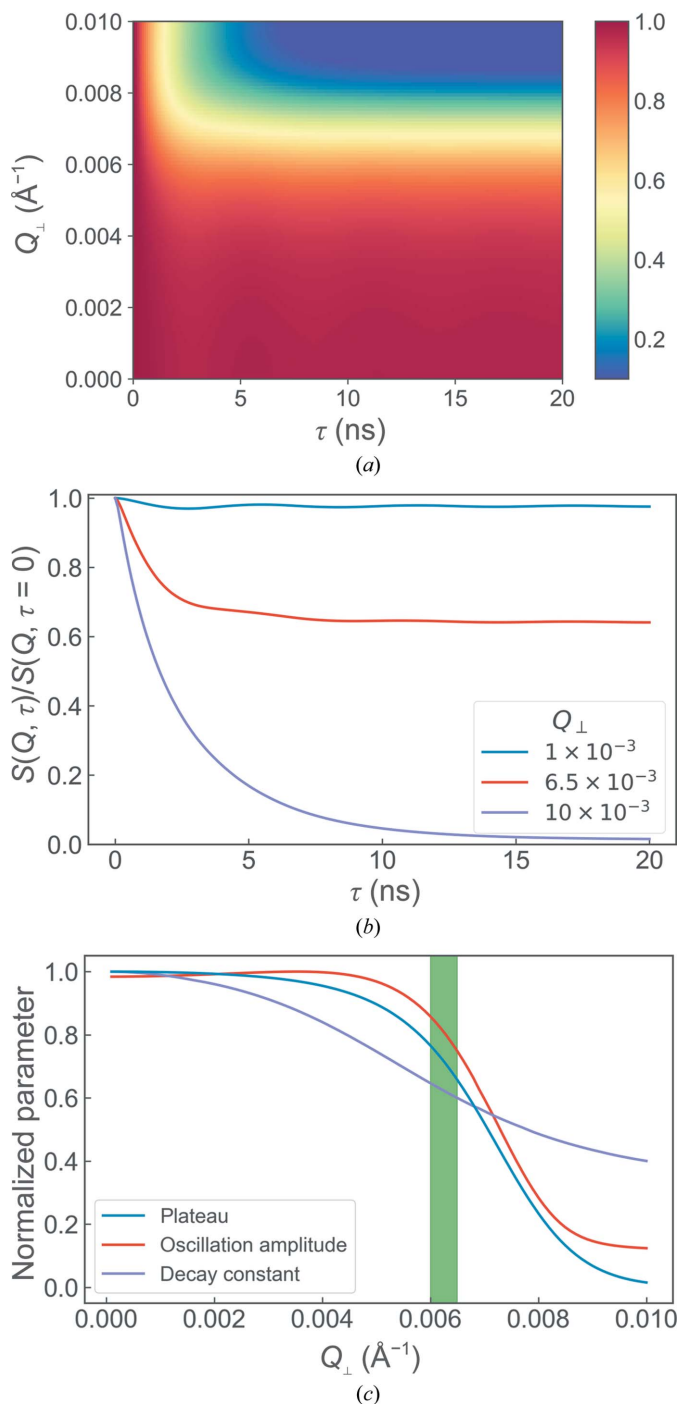 0.010
0.008
0.006
0.004
0.002
0.000
Q⊥ (Å⁻¹)
0 5 10 15 20
τ (ns)
1.0
0.8
0.6
0.4
0.2
(a)
1.0
0.8
0.6
0.4
0.2
0.0
S(Q, τ)/S(Q, τ = 0)
Q⊥
1 × 10⁻³
6.5 × 10⁻³
10 × 10⁻³
0 5 10 15 20
τ (ns)
(b)
1.0
0.8
0.6
0.4
0.2
0.0
Normalized parameter
Plateau
Oscillation amplitude
Decay constant
0.000 0.002 0.004 0.006 0.008 0.010
Q⊥ (Å⁻¹)
(c)